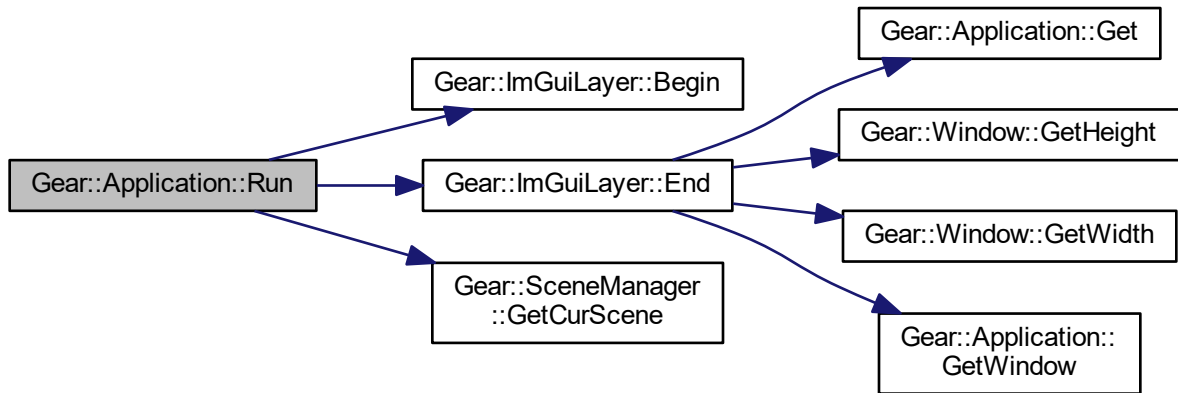 Gear::Application::Run
Gear::ImGuiLayer::Begin
Gear::ImGuiLayer::End
Gear::SceneManager
::GetCurScene
Gear::Application::Get
Gear::Window::GetHeight
Gear::Window::GetWidth
Gear::Application::
GetWindow